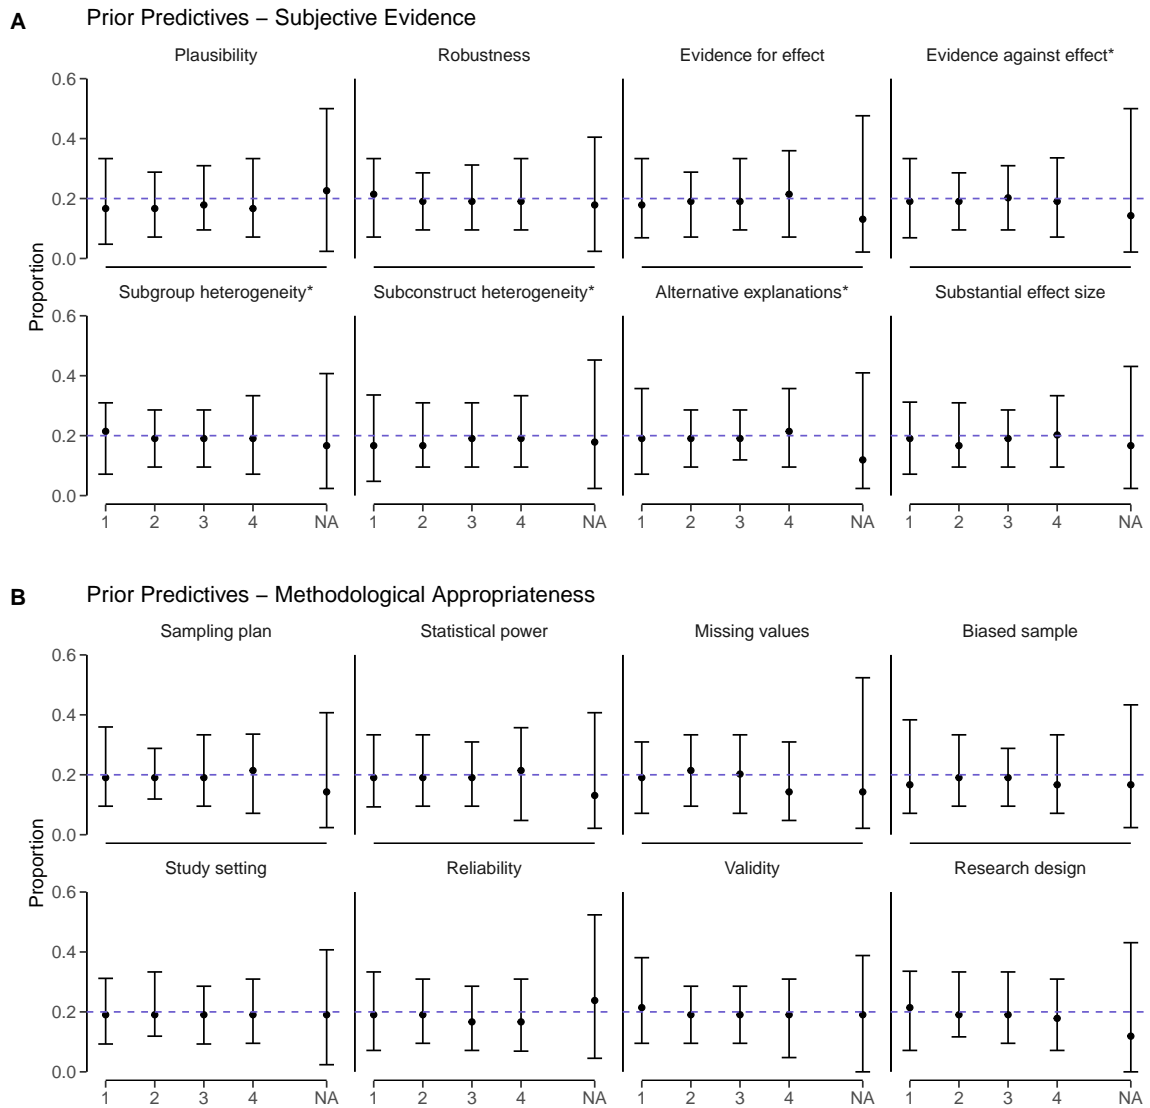 A Prior Predictives – Subjective Evidence
Plausibility Robustness Evidence for effect Evidence against effect*
0.6
0.4
0.2
0.0
Proportion
Subgroup heterogeneity* Subconstruct heterogeneity* Alternative explanations* Substantial effect size
0.6
0.4
0.2
0.0
1 2 3 4 NA 1 2 3 4 NA 1 2 3 4 NA 1 2 3 4 NA
B Prior Predictives – Methodological Appropriateness
Sampling plan Statistical power Missing values Biased sample
0.6
0.4
0.2
0.0
Proportion
Study setting Reliability Validity Research design
0.6
0.4
0.2
0.0
1 2 3 4 NA 1 2 3 4 NA 1 2 3 4 NA 1 2 3 4 NA